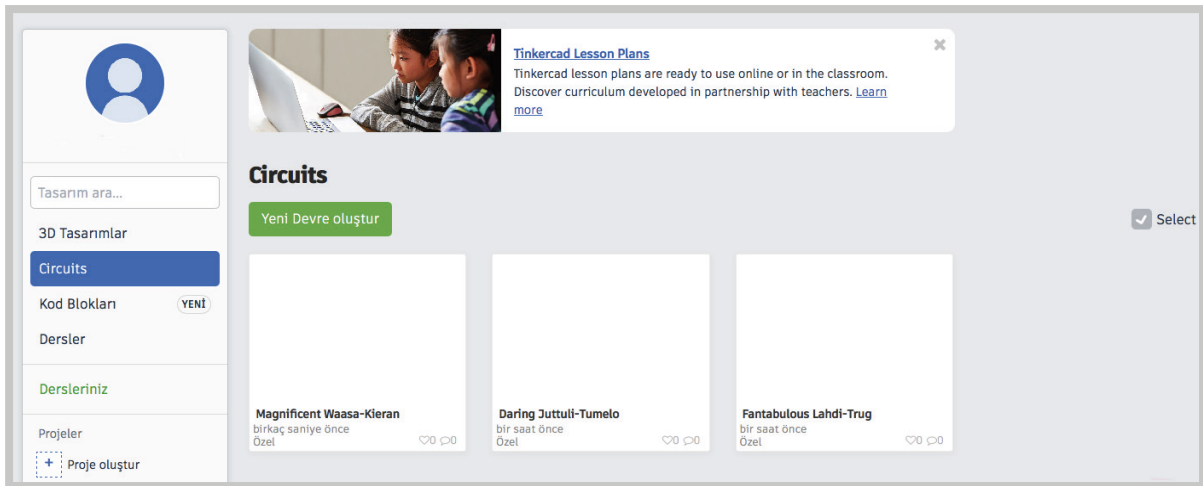 Tinkercad Lesson Plans
Tinkercad lesson plans are ready to use online or in the classroom.
Discover curriculum developed in partnership with teachers. Learn
more
Tasarım ara...
3D Tasarımlar
Circuits
Kod Blokları YENİ
Dersler
Dersleriniz
Projeler
+ Proje oluştur
Circuits
Yeni Devre oluştur
Select
Magnificent Waasa-Kieran
birkaç saniye önce
Özel 0 0
Daring Juttuli-Tumelo
bir saat önce
Özel 0 0
Fantabulous Lahdi-Trug
bir saat önce
Özel 0 0